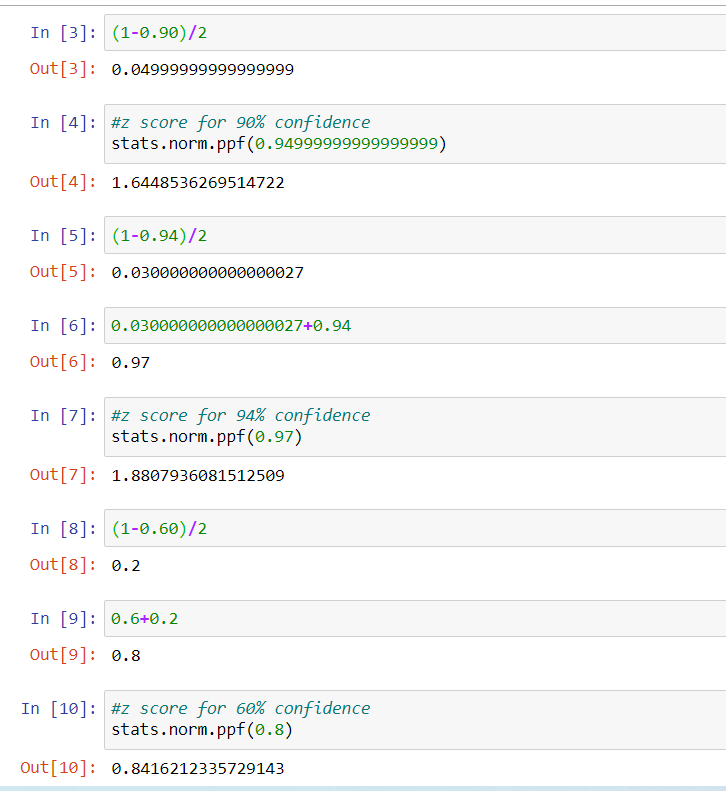 In [3]: (1-0.90)/2
Out[3]: 0.04999999999999999
In [4]: #z score for 90% confidence
stats.norm.ppf(0.94999999999999999)
Out[4]: 1.6448536269514722
In [5]: (1-0.94)/2
Out[5]: 0.030000000000000027
In [6]: 0.030000000000000027+0.94
Out[6]: 0.97
In [7]: #z score for 94% confidence
stats.norm.ppf(0.97)
Out[7]: 1.8807936081512509
In [8]: (1-0.60)/2
Out[8]: 0.2
In [9]: 0.6+0.2
Out[9]: 0.8
In [10]: #z score for 60% confidence
stats.norm.ppf(0.8)
Out[10]: 0.8416212335729143